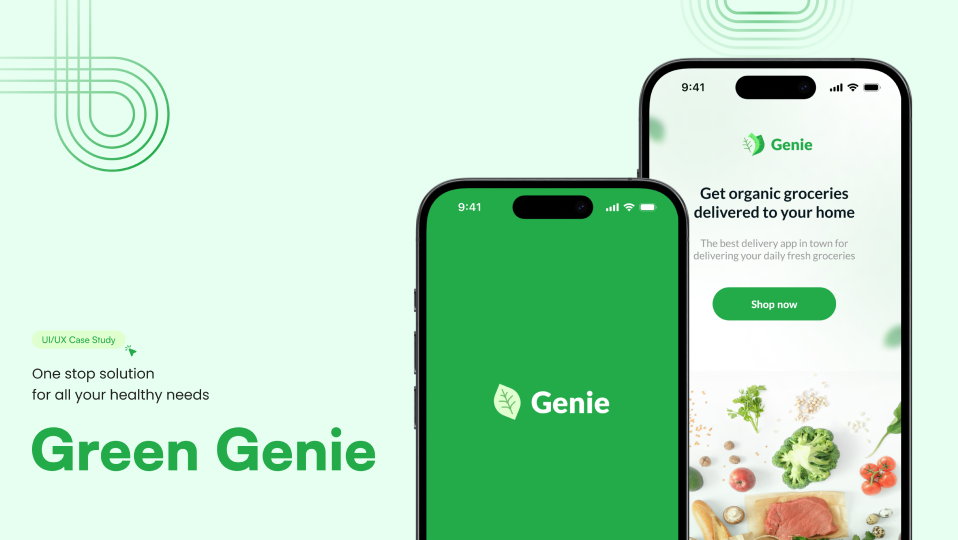 UI/UX Case Study
One stop solution
for all your healthy needs
Green Genie
9:41
Genie
9:41
Genie
Get organic groceries
delivered to your home
The best delivery app in town for
delivering your daily fresh groceries
Shop now